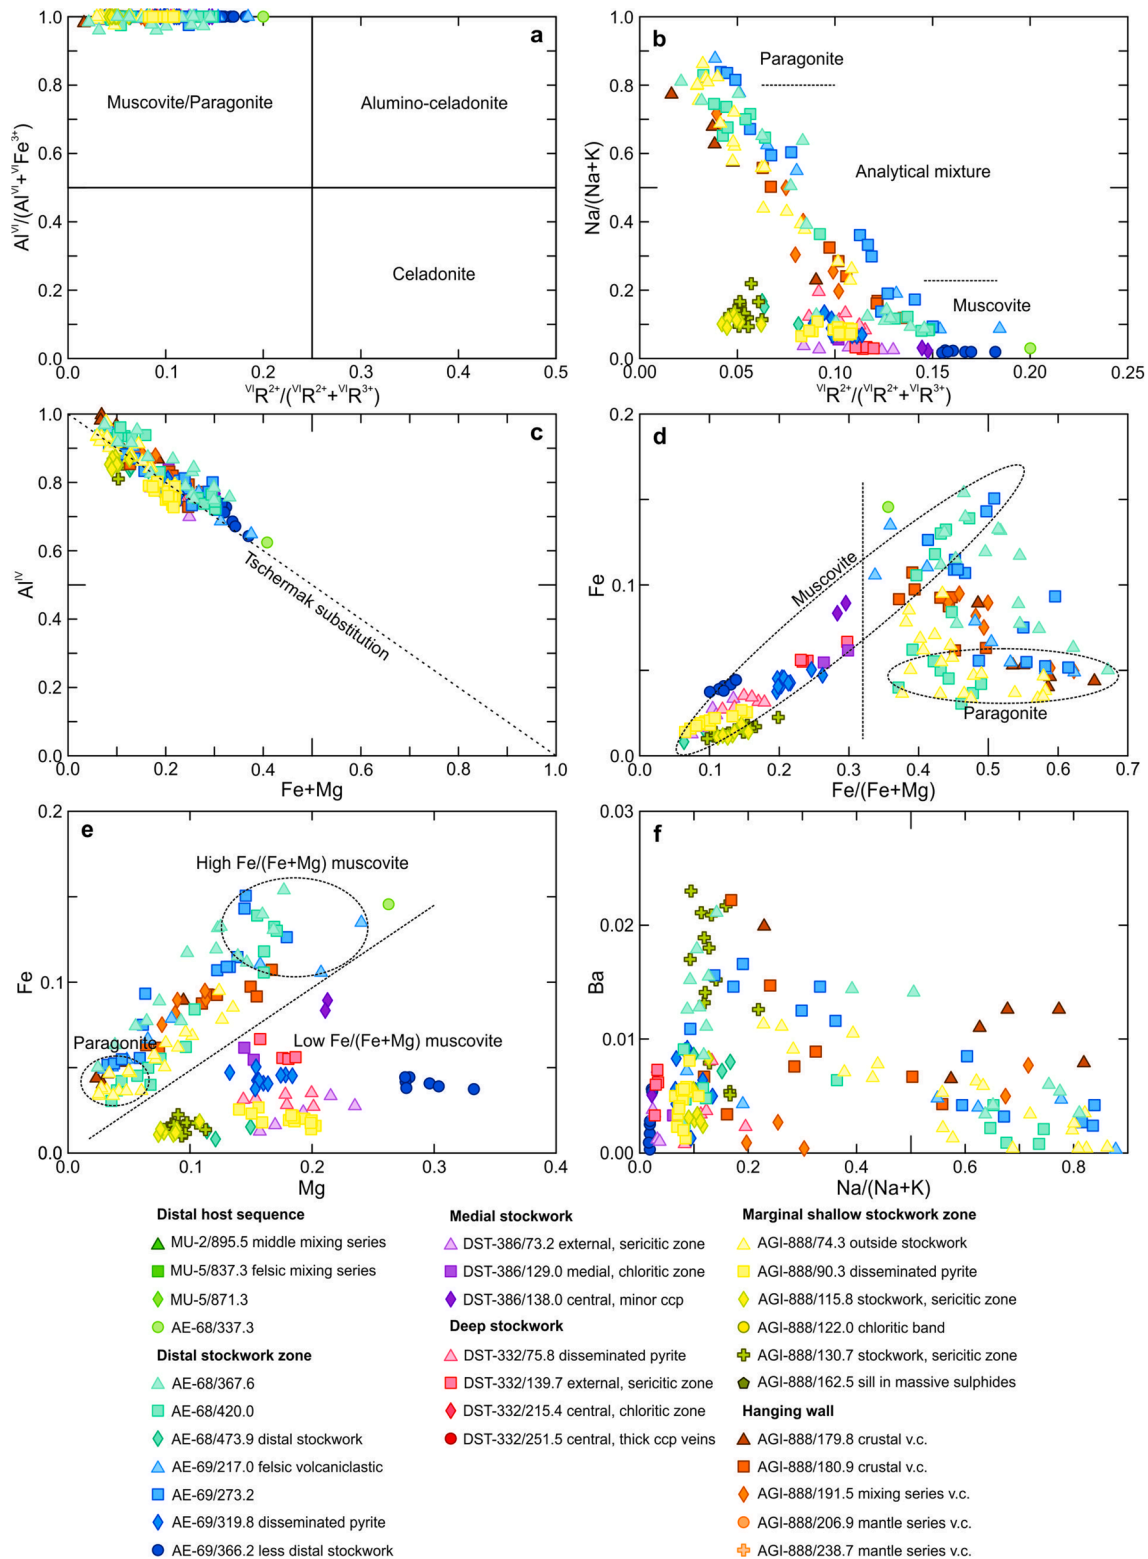 a
1.0
0.8
0.6
0.4
0.2
0.0
0.0
0.1
0.2
0.3
0.4
0.5
Muscovite/Paragonite
Alumino-celadonite
Celadonite
Al^VI/(Al^VI+^VIFe^3+)
^VIR^2+/(^VIR^2++^VIR^3+)
b
1.0
0.8
0.6
0.4
0.2
0.0
0.00
0.05
0.10
0.15
0.20
0.25
Paragonite
Analytical mixture
Muscovite
Na/(Na+K)
^VIR^2+/(^VIR^2++^VIR^3+)
c
1.0
0.8
0.6
0.4
0.2
0.0
0.0
0.2
0.4
0.6
0.8
1.0
Tschermak substitution
Al^IV
Fe+Mg
d
0.2
0.1
0.0
0.0
0.1
0.2
0.3
0.4
0.5
0.6
0.7
Muscovite
Paragonite
Fe
Fe/(Fe+Mg)
e
0.2
0.1
0.0
0.0
0.1
0.2
0.3
0.4
High Fe/(Fe+Mg) muscovite
Paragonite
Low Fe/(Fe+Mg) muscovite
Fe
Mg
f
0.03
0.02
0.01
0.00
0.0
0.2
0.4
0.6
0.8
Ba
Na/(Na+K)
Distal host sequence
MU-2/895.5 middle mixing series
MU-5/837.3 felsic mixing series
MU-5/871.3
AE-68/337.3
Distal stockwork zone
AE-68/367.6
AE-68/420.0
AE-68/473.9 distal stockwork
AE-69/217.0 felsic volcaniclastic
AE-69/273.2
AE-69/319.8 disseminated pyrite
AE-69/366.2 less distal stockwork
Medial stockwork
DST-386/73.2 external, sericitic zone
DST-386/129.0 medial, chloritic zone
DST-386/138.0 central, minor ccp
Deep stockwork
DST-332/75.8 disseminated pyrite
DST-332/139.7 external, sericitic zone
DST-332/215.4 central, chloritic zone
DST-332/251.5 central, thick ccp veins
Marginal shallow stockwork zone
AGI-888/74.3 outside stockwork
AGI-888/90.3 disseminated pyrite
AGI-888/115.8 stockwork, sericitic zone
AGI-888/122.0 chloritic band
AGI-888/130.7 stockwork, sericitic zone
AGI-888/162.5 sill in massive sulphides
Hanging wall
AGI-888/179.8 crustal v.c.
AGI-888/180.9 crustal v.c.
AGI-888/191.5 mixing series v.c.
AGI-888/206.9 mantle series v.c.
AGI-888/238.7 mantle series v.c.